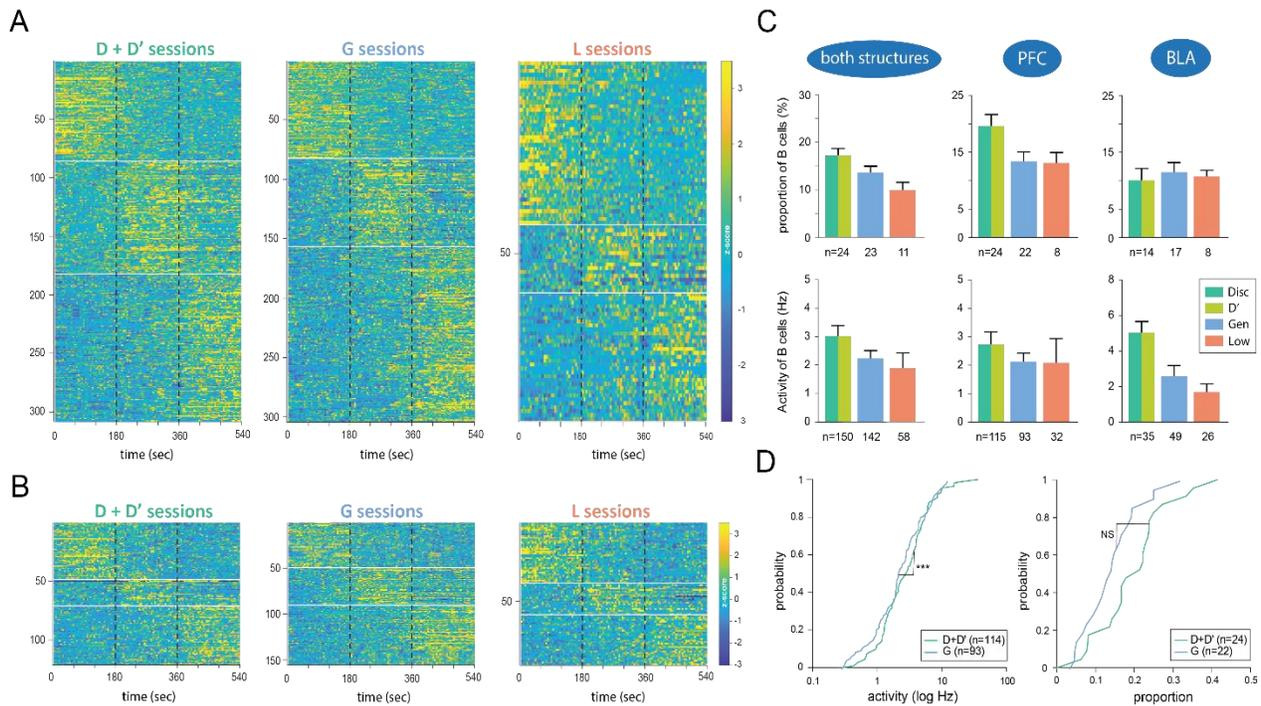 A
D + D′ sessions
G sessions
L sessions
50
100
150
200
250
300
0 180 360 540
time (sec)
50
100
150
200
250
300
0 180 360 540
time (sec)
50
0 180 360 540
time (sec)
3
2
1
0
-1
-2
3
z-score
B
D + D′ sessions
G sessions
L sessions
50
100
0 180 360 540
time (sec)
50
100
150
0 180 360 540
time (sec)
50
0 180 360 540
time (sec)
3
2
1
0
-1
-2
-3
z-score
C
both structures
PFC
BLA
proportion of B cells (%)
30
20
10
0
n=24 23 11
25
15
5
0
n=24 22 8
25
15
5
0
n=14 17 8
Activity of B cells (Hz)
5
4
3
2
1
0
n=150 142 58
5
4
3
2
1
0
n=115 93 32
8
6
4
2
0
n=35 49 26
Disc
D′
Gen
Low
D
probability
1
0.8
0.6
0.4
0.2
0
***
D+D′ (n=114)
G (n=93)
0.1 1 10 100
activity (log Hz)
probability
1
0.8
0.6
0.4
0.2
0
NS
D+D′ (n=24)
G (n=22)
0 0.1 0.2 0.3 0.4 0.5
proportion